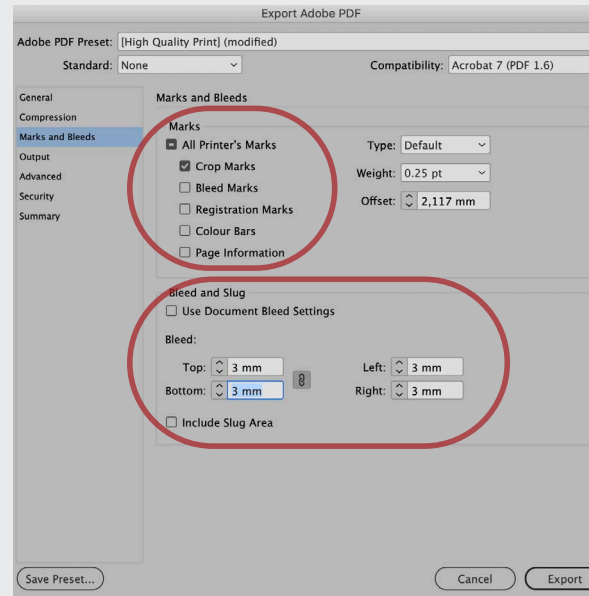 Export Adobe PDF
Adobe PDF Preset: [High Quality Print] (modified)
Standard: None Compatibility: Acrobat 7 (PDF 1.6)
General
Compression
Marks and Bleeds
Output
Advanced
Security
Summary
Marks and Bleeds
Marks
All Printer's Marks
Crop Marks
Bleed Marks
Registration Marks
Colour Bars
Page Information
Type: Default
Weight: 0.25 pt
Offset: 2,117 mm
Bleed and Slug
Use Document Bleed Settings
Bleed:
Top: 3 mm Left: 3 mm
Bottom: 3 mm Right: 3 mm
Include Slug Area
Save Preset... Cancel Export